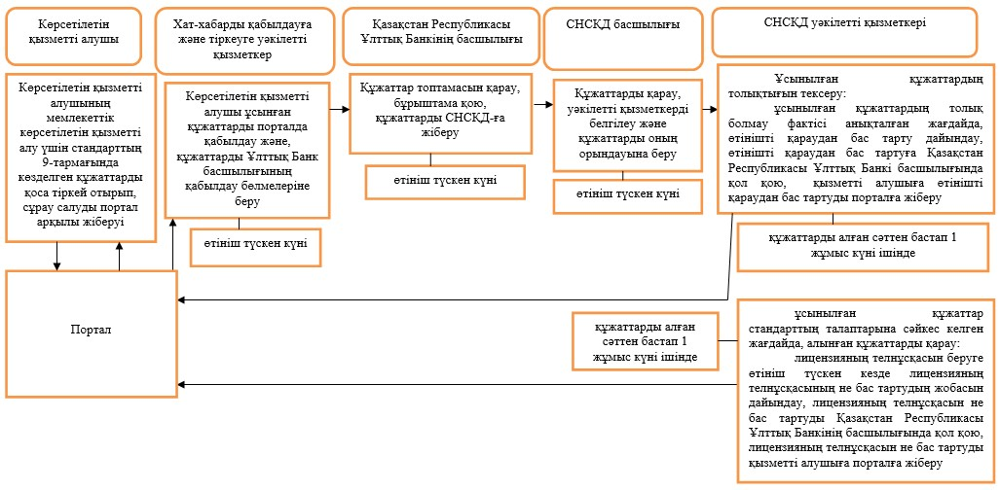 Көрсетілетін
қызметті алушы
Хат-хабарды қабылдауға
және тіркеуге уәкілетті
қызметкер
Қазақстан Республикасы
Ұлттық Банкінің басшылығы
СНСҚД басшылығы
СНСҚД уәкілетті қызметкері
Көрсетілетін қызметті
алушының
мемлекеттік
көрсетілетін қызметті
алу үшін стандарттың
9-тармағында
көзделген құжаттарды
қоса тіркей отырып,
сұрау салуды портал
арқылы жіберуі
Көрсетілетін қызметті
алушы ұсынған
құжаттарды порталда
қабылдау және,
құжаттарды Ұлттық Банк
басшылығының
қабылдау бөлмелеріне
беру
өтініш түскен күні
Құжаттар топтамасын қарау,
бұрыштама қою,
құжаттарды СНСҚД-ға
жіберу
өтініш түскен күні
Құжаттарды қарау,
уәкілетті қызметкерді
белгілеу және
құжаттарды оның
орындауына беру
өтініш түскен күні
Ұсынылған құжаттардың
толықтығын тексеру:
ұсынылған құжаттардың толық
болмау фактісі анықталған жағдайда,
өтінішті қараудан бас тарту дайындау,
өтінішті қараудан бас тартуға Қазақстан
Республикасы Ұлттық Банкі басшылығында
қол қою, қызметті алушыға өтінішті
қараудан бас тартуды порталға жіберу
құжаттарды алған сәттен бастап 1
жұмыс күні ішінде
Портал
құжаттарды алған
сәттен бастап 1
жұмыс күні ішінде
ұсынылған құжаттар
стандарттың талаптарына сәйкес келген
жағдайда, алынған құжаттарды қарау:
лицензияның телнұсқасын беруге
өтініш түскен кезде лицензияның
телнұсқасының не бас тартудың жобасын
дайындау, лицензияның телнұсқасын не
бас тартуды Қазақстан Республикасы
Ұлттық Банкінің басшылығында қол қою,
лицензияның телнұсқасын не бас тартуды
қызметті алушыға порталға жіберу